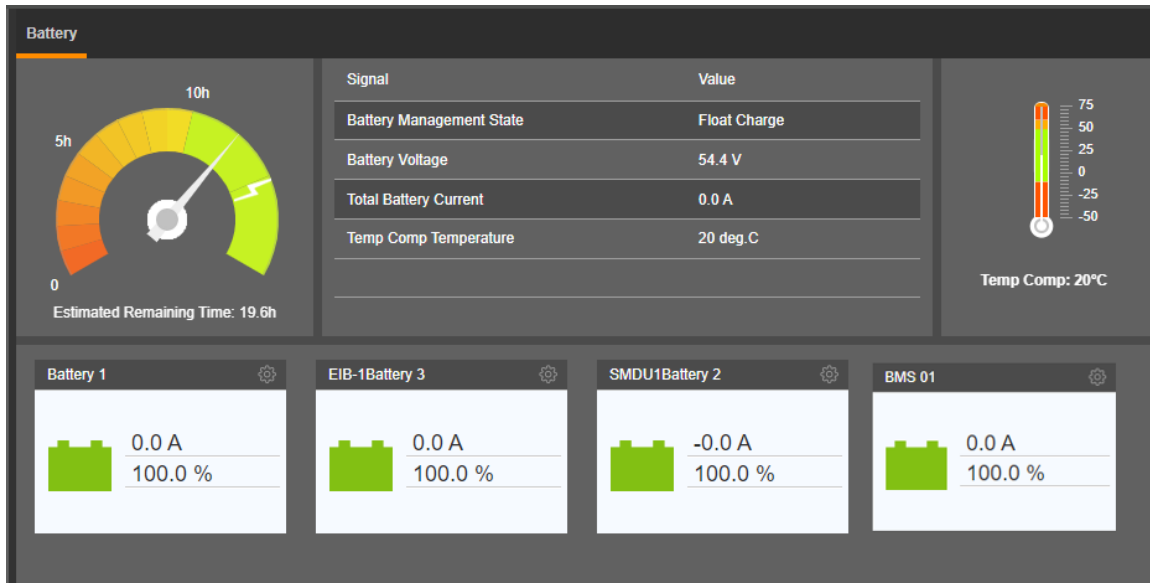 Battery
10h
5h
0
Estimated Remaining Time: 19.6h
Signal Value
Battery Management State Float Charge
Battery Voltage 54.4 V
Total Battery Current 0.0 A
Temp Comp Temperature 20 deg.C
75
50
25
0
-25
-50
Temp Comp: 20°C
Battery 1
0.0 A
100.0 %
EIB-1Battery 3
0.0 A
100.0 %
SMDU1Battery 2
-0.0 A
100.0 %
BMS 01
0.0 A
100.0 %